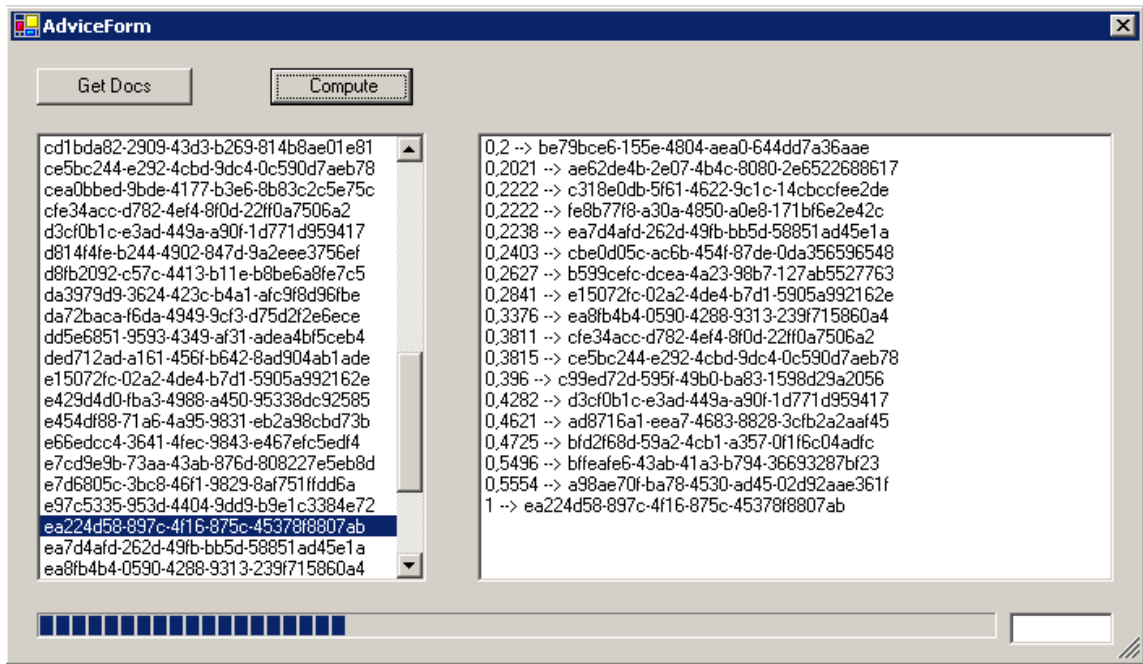 AdviceForm
Get Docs
Compute
cd1bda82-2909-43d3-b269-814b8ae01e81
ce5bc244-e292-4cbd-9dc4-0c590d7aeb78
cea0bbed-9bde-4177-b3e6-8b83c2c5e75c
cfe34acc-d782-4ef4-8f0d-22ff0a7506a2
d3cf0b1c-e3ad-449a-a90f-1d771d959417
d814f4fe-b244-4902-847d-9a2eee3756ef
d8fb2092-c57c-4413-b11e-b8be6a8fe7c5
da3979d9-3624-423c-b4a1-afc9f8d96fbe
da72baca-f6da-4949-9cf3-d75d2f2e6ece
dd5e6851-9593-4349-af31-adea4bf5ceb4
ded712ad-a161-456f-b642-8ad904ab1ade
e15072fc-02a2-4de4-b7d1-5905a992162e
e429d4d0-fba3-4988-a450-95338dc92585
e454df88-71a6-4a95-9831-eb2a98cbd73b
e66edcc4-3641-4fec-9843-e467efc5edf4
e7cd9e9b-73aa-43ab-876d-808227e5eb8d
e7d6805c-3bc8-46f1-9829-8af751ffdd6a
e97c5335-953d-4404-9dd9-b9e1c3384e72
ea224d58-897c-4f16-875c-45378f8807ab
ea7d4afd-262d-49fb-bb5d-58851ad45e1a
ea8fb4b4-0590-4288-9313-239f715860a4
0,2 --> be79bce6-155e-4804-aea0-644dd7a36aae
0,2021 --> ae62de4b-2e07-4b4c-8080-2e6522688617
0,2222 --> c318e0db-5f61-4622-9c1c-14cbccfee2de
0,2222 --> fe8b77f8-a30a-4850-a0e8-171bf6e2e42c
0,2238 --> ea7d4afd-262d-49fb-bb5d-58851ad45e1a
0,2403 --> cbe0d05c-ac6b-454f-87de-0da356596548
0,2627 --> b599cefc-dcea-4a23-98b7-127ab5527763
0,2841 --> e15072fc-02a2-4de4-b7d1-5905a992162e
0,3376 --> ea8fb4b4-0590-4288-9313-239f715860a4
0,3811 --> cfe34acc-d782-4ef4-8f0d-22ff0a7506a2
0,3815 --> ce5bc244-e292-4cbd-9dc4-0c590d7aeb78
0,396 --> c99ed72d-595f-49b0-ba83-1598d29a2056
0,4282 --> d3cf0b1c-e3ad-449a-a90f-1d771d959417
0,4621 --> ad8716a1-eea7-4683-8828-3cfb2a2aaf45
0,4725 --> bfd2f68d-59a2-4cb1-a357-0f1f6c04adfc
0,5496 --> bffeafe6-43ab-41a3-b794-36693287bf23
0,5554 --> a98ae70f-ba78-4530-ad45-02d92aae361f
1 --> ea224d58-897c-4f16-875c-45378f8807ab